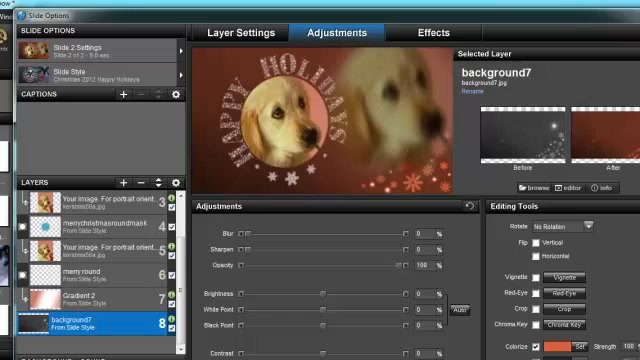 Slide Options
SLIDE OPTIONS
Layer Settings
Adjustments
Effects
Slide 2 Settings
Slide 2 of 2 - 9.0 sec
Slide Style
Christmas 2012 Happy Holidays
CAPTIONS
HAPPY HOLIDAYS
Selected Layer
background7
background7.jpg
Rename
Before
After
browse
editor
info
LAYERS
Your image. For portrait orient...
3
merrychristmasroundmask
From Slide Style
4
Your image. For portrait orient...
5
merry round
From Slide Style
6
Gradient 2
From Slide Style
7
background7
From Slide Style
8
Adjustments
Blur
0
%
Sharpen
0
%
Opacity
100
%
Brightness
0
%
White Point
0
%
Auto
Black Point
0
%
Contrast
0
%
Editing Tools
Rotate
No Rotation
Flip
Vertical
Horizontal
Vignette
Vignette
Red-Eye
Red-Eye
Crop
Crop
Chroma Key
Chroma Key
Colorize
Set
Strength
100